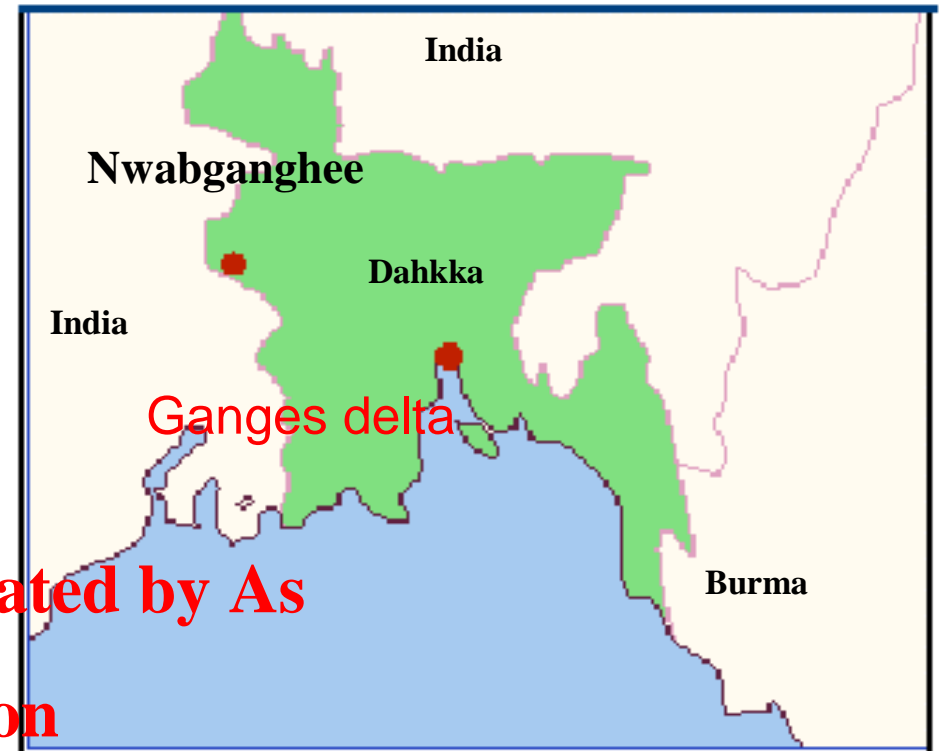 India
Nwabganghee
Dahkka
India
Ganges delta
ated by As
Burma
on